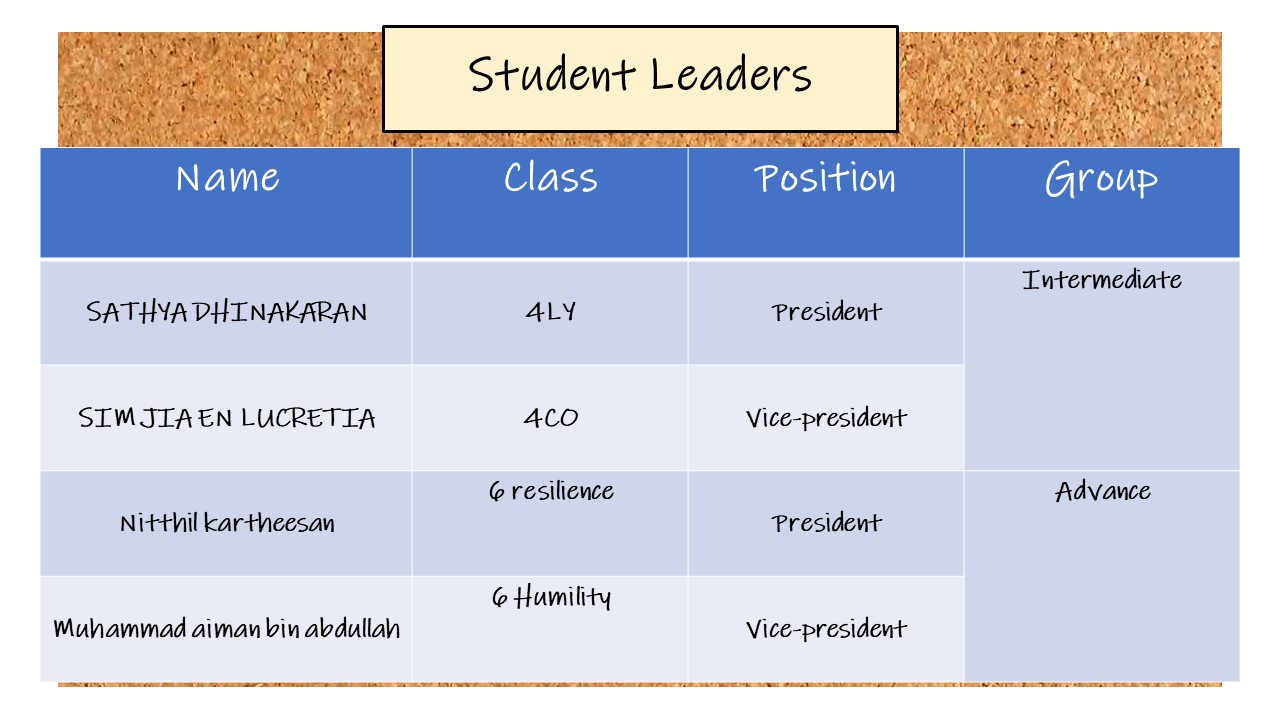 Student Leaders
Name Class Position Group
SATHYA DHINAKARAN 4LY President Intermediate
SIM JIA EN LUCRETIA 4CO Vice-president
Nitthil kartheesan 6 resilience President Advance
Muhammad aiman bin abdullah 6 Humility Vice-president